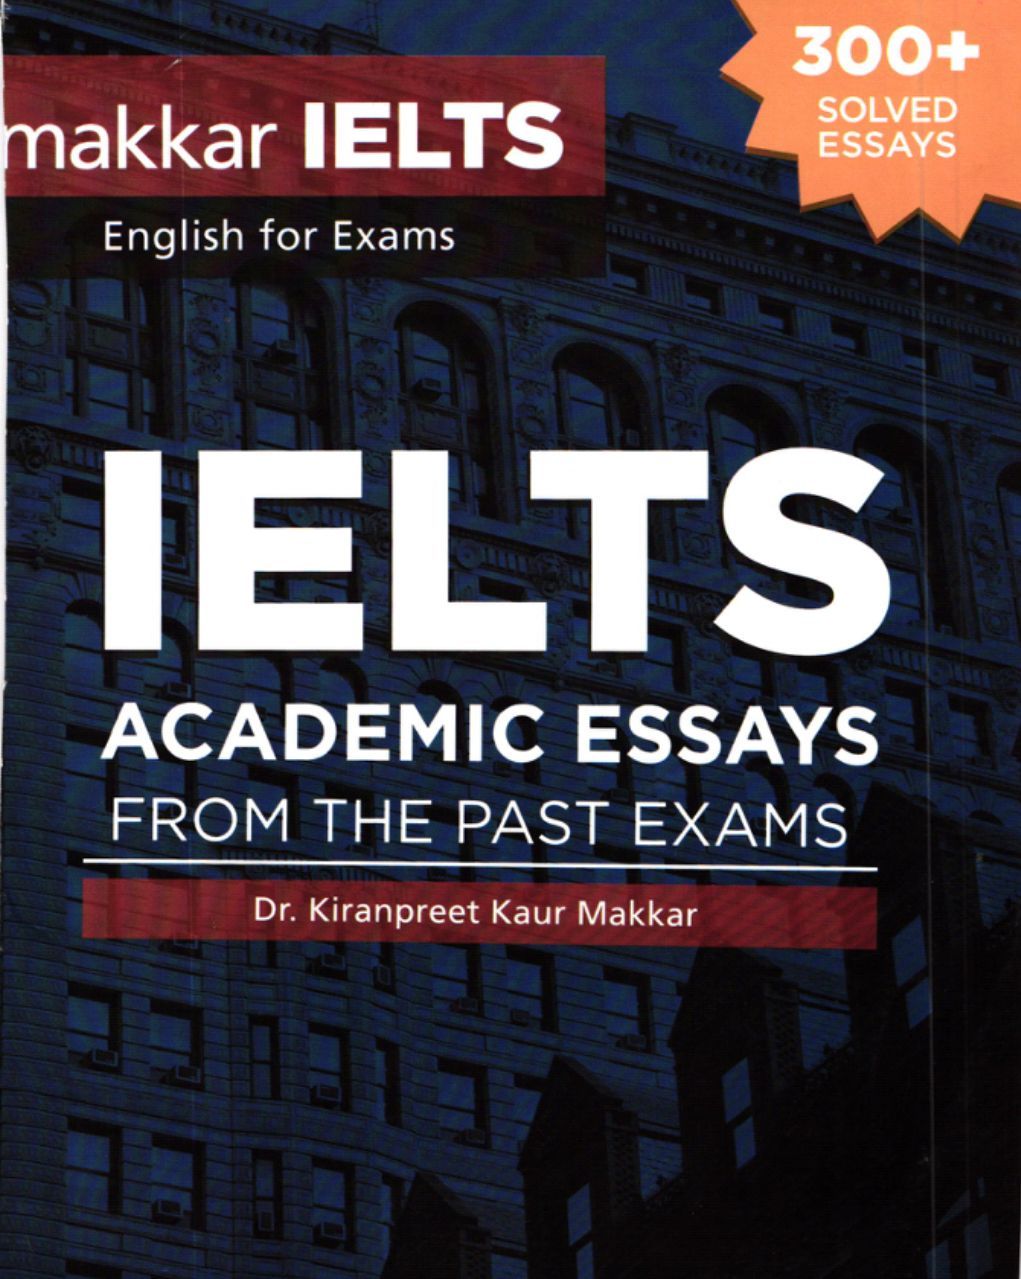 makkar IELTS
English for Exams
300+
SOLVED
ESSAYS
IELTS
ACADEMIC ESSAYS
FROM THE PAST EXAMS
Dr. Kiranpreet Kaur Makkar